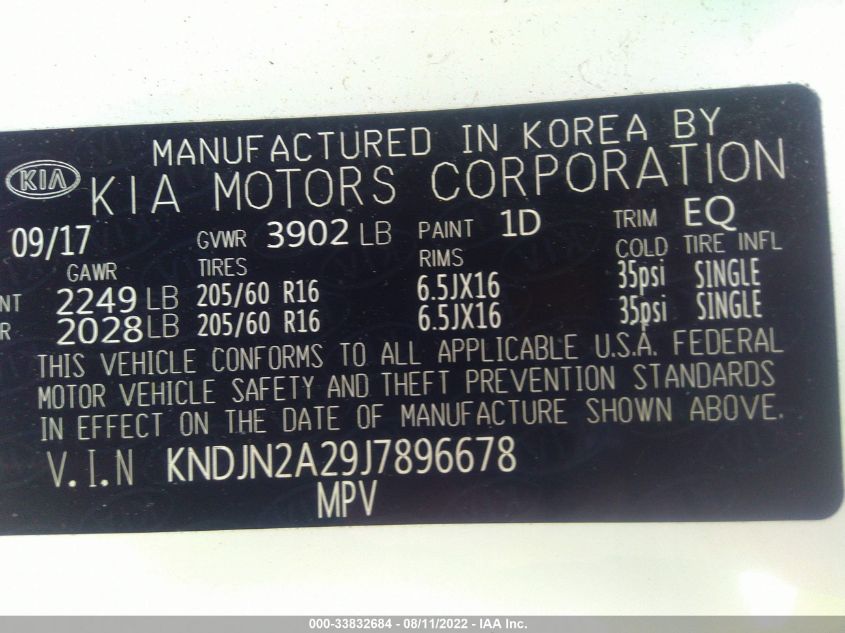 MANUFACTURED IN KOREA BY
KIA KIA MOTORS CORPORATION
09/17 GVWR 3902 LB PAINT 1D TRIM EQ
GAWR TIRES RIMS COLD TIRE INFL
NT 2249 LB 205/60 R16 6.5JX16 35psi SINGLE
R 2028 LB 205/60 R16 6.5JX16 35psi SINGLE
THIS VEHICLE CONFORMS TO ALL APPLICABLE U.S.A. FEDERAL
MOTOR VEHICLE SAFETY AND THEFT PREVENTION STANDARDS
IN EFFECT ON THE DATE OF MANUFACTURE SHOWN ABOVE.
V.I.N KNDJN2A29J7896678
MPV
000-33832684 - 08/11/2022 - IAA Inc.